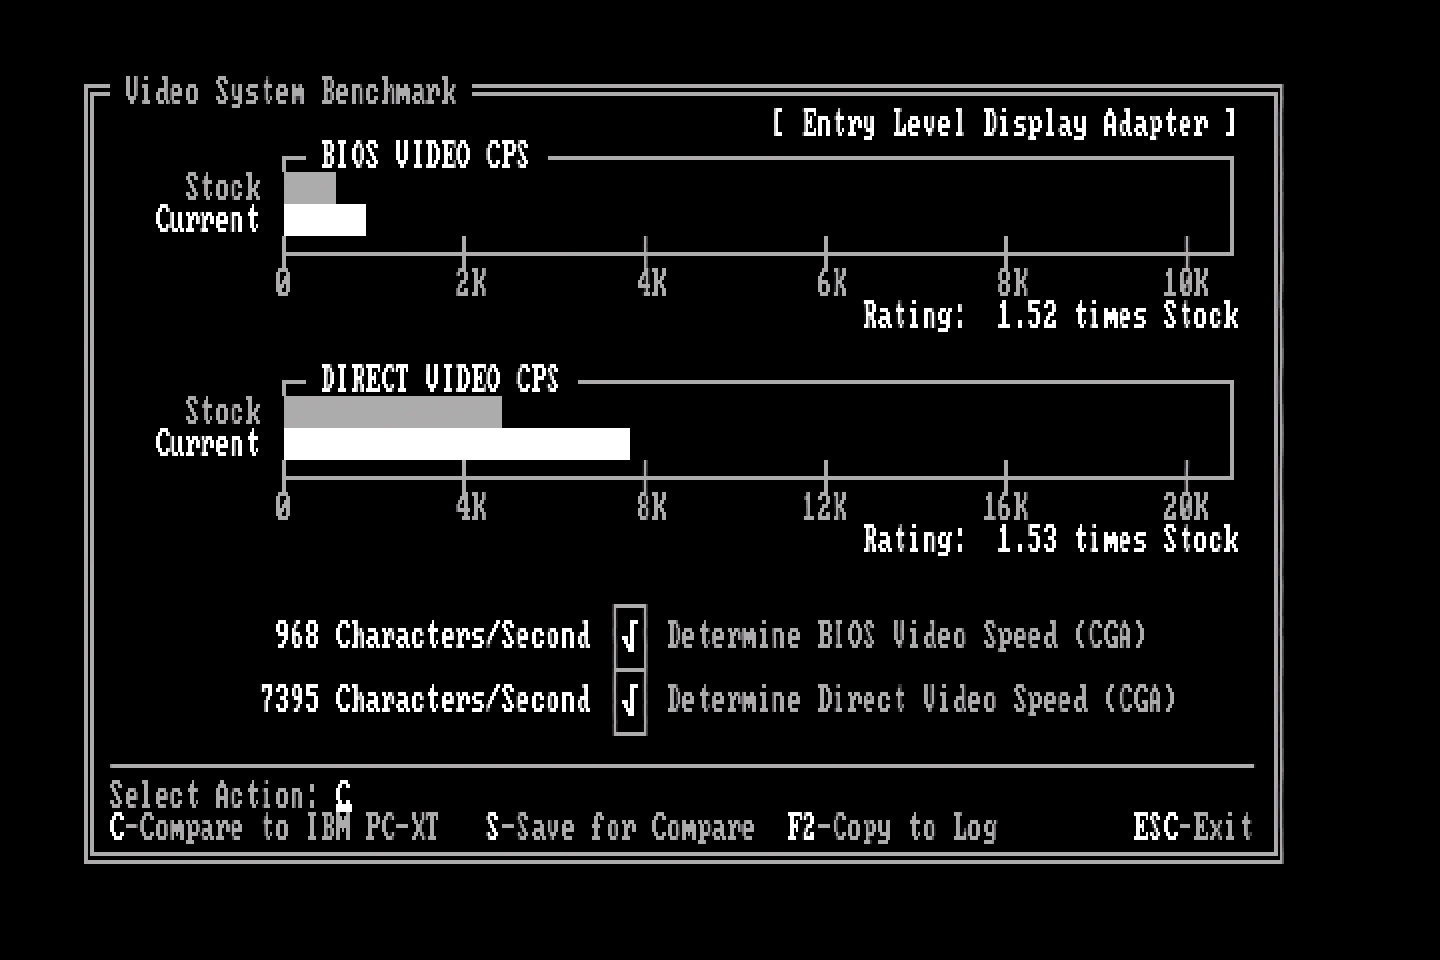 Video System Benchmark
[ Entry Level Display Adapter ]
BIOS VIDEO CPS
Stock
Current
0 2K 4K 6K 8K 10K
Rating: 1.52 times Stock
DIRECT VIDEO CPS
Stock
Current
0 4K 8K 12K 16K 20K
Rating: 1.53 times Stock
968 Characters/Second √ Determine BIOS Video Speed (CGA)
7395 Characters/Second √ Determine Direct Video Speed (CGA)
Select Action: C
C-Compare to IBM PC-XT S-Save for Compare F2-Copy to Log ESC-Exit